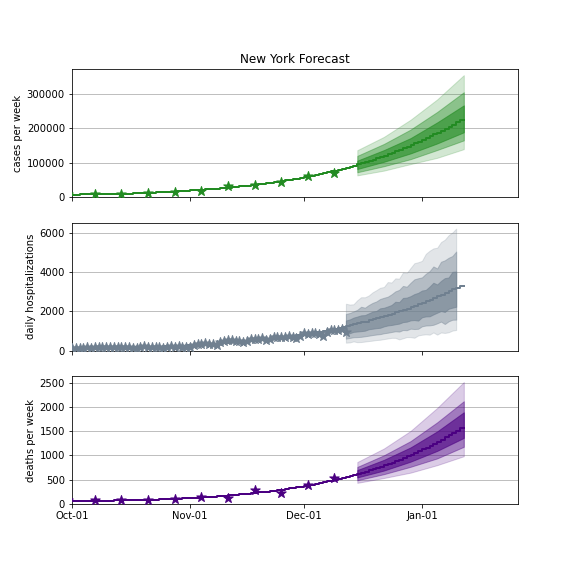 New York Forecast
cases per week
300000
200000
100000
0
daily hospitalizations
6000
4000
2000
0
deaths per week
2500
2000
1500
1000
500
0
Oct-01 Nov-01 Dec-01 Jan-01